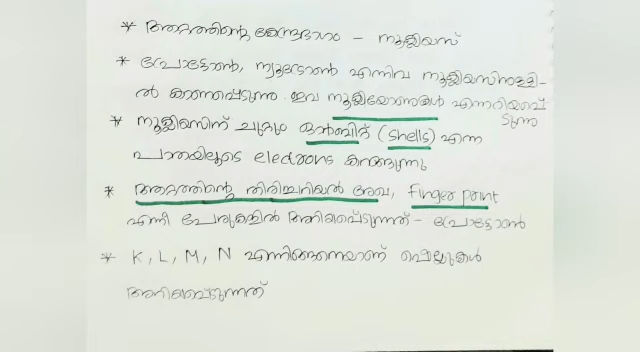 * ആറ്റത്തിന്റെ കേന്ദ്രഭാഗം - ന്യൂക്ലിയസ്
* പ്രോട്ടോൺ, ന്യൂട്രോൺ എന്നിവ ന്യൂക്ലിയസിനുള്ളി-
ൽ കാണപ്പെടുന്നു ഇവ ന്യൂക്ലിയോണുകൾ എന്നറിയപ്പെ
ടുന്നു
* ന്യൂക്ലിയസിന് ചുറ്റും ഓർബിറ്റ് (shells) എന്ന
പാതയിലൂടെ electrons കറങ്ങുന്നു
* ആറ്റത്തിന്റെ തിരിച്ചറിയൽ രേഖ, Finger Point
എന്നീ പേരുകളിൽ അറിയപ്പെടുന്നത് - പ്രോട്ടോൺ
* K, L, M, N എന്നിങ്ങനെയാണ് ഷെല്ലുകൾ
അറിയപ്പെടുന്നത്